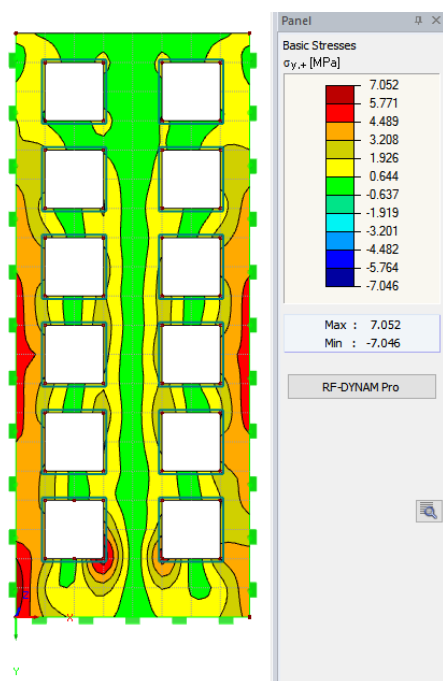 Panel
Basic Stresses
σy,+ [MPa]
7.052
5.771
4.489
3.208
1.926
0.644
-0.637
-1.919
-3.201
-4.482
-5.764
-7.046
Max : 7.052
Min : -7.046
RF-DYNAM Pro
Z
X
Y